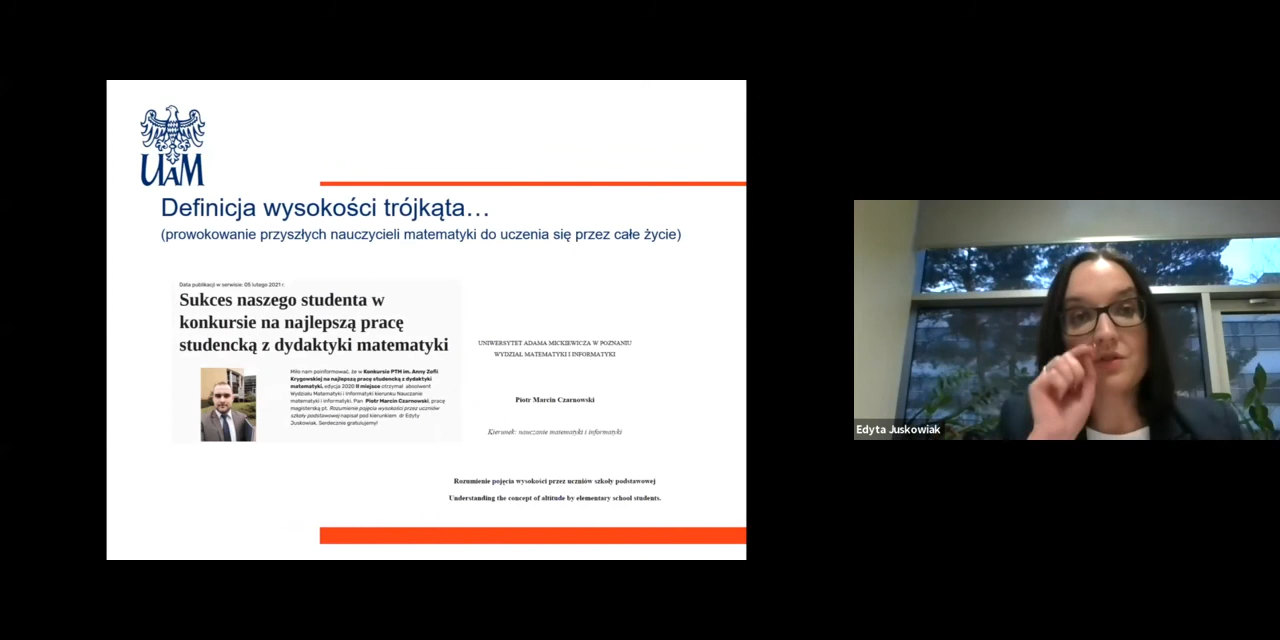 UAM
Definicja wysokości trójkąta…
(prowokowanie przyszłych nauczycieli matematyki do uczenia się przez całe życie)
Data publikacji w serwisie: 05 lutego 2021 r.
Sukces naszego studenta w
konkursie na najlepszą pracę
studencką z dydaktyki matematyki
Miło nam poinformować, że w Konkursie PTM im. Anny Zofii
Krygowskiej na najlepszą pracę studencką z dydaktyki
matematyki, edycja 2020 II miejsce otrzymał absolwent
Wydziału Matematyki i Informatyki kierunku Nauczanie
matematyki i informatyki. Pan Piotr Marcin Czarnowski, pracę
magisterską pt. Rozumienie pojęcia wysokości przez uczniów
szkoły podstawowej napisał pod kierunkiem dr Edyty
Juskowiak. Serdecznie gratulujemy!
UNIWERSYTET ADAMA MICKIEWICZA W POZNANIU
WYDZIAŁ MATEMATYKI I INFORMATYKI
Piotr Marcin Czarnowski
Kierunek: nauczanie matematyki i informatyki
Rozumienie pojęcia wysokości przez uczniów szkoły podstawowej
Understanding the concept of altitude by elementary school students.
Edyta Juskowiak